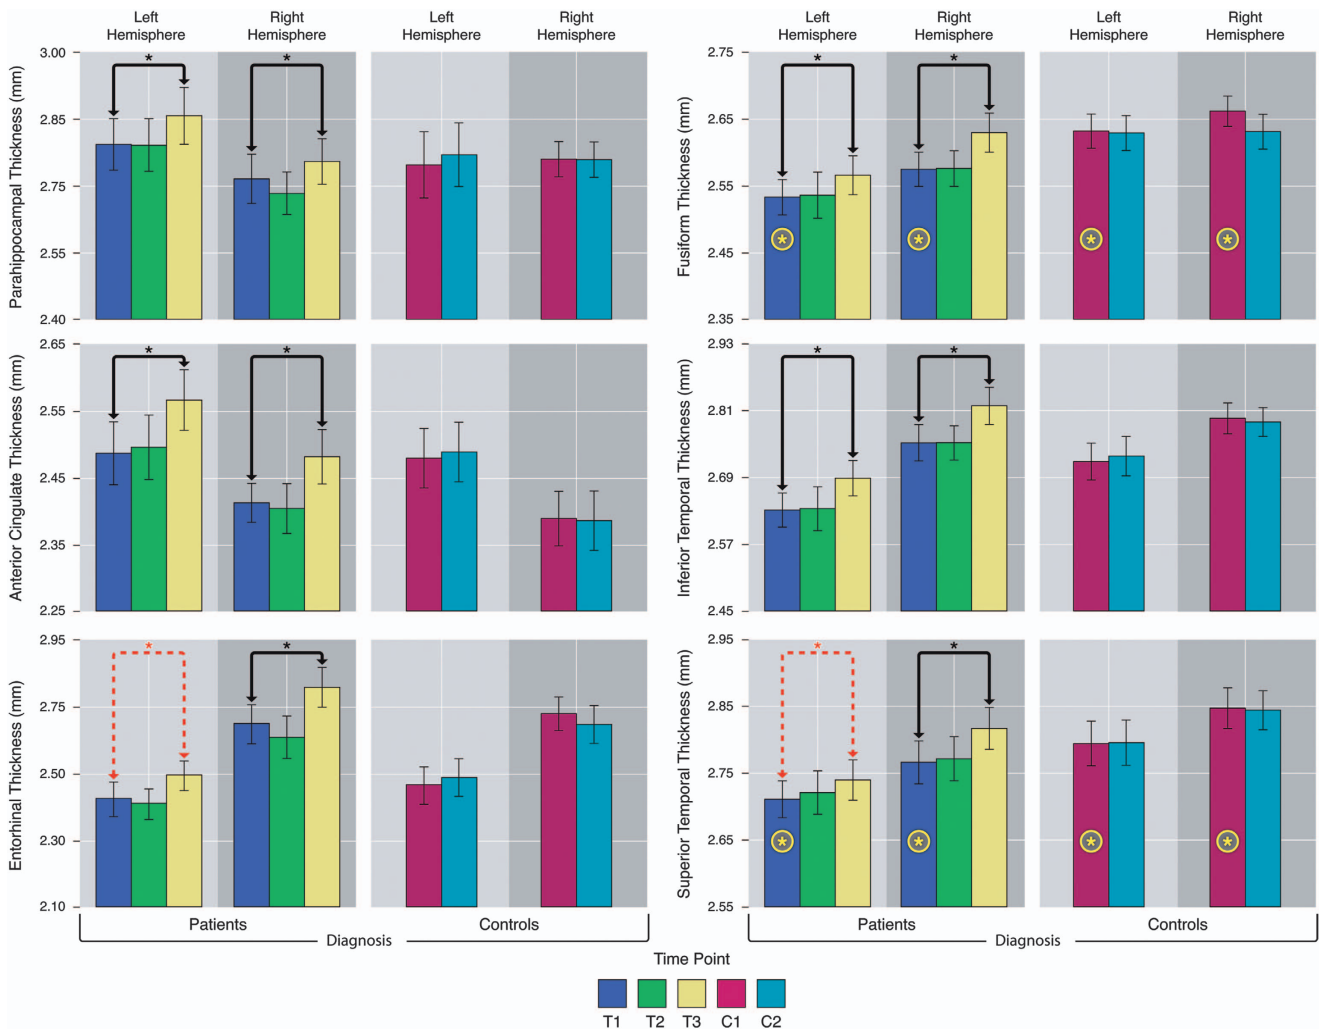 Left
Hemisphere
Right
Hemisphere
Left
Hemisphere
Right
Hemisphere
Parahippocampal Thickness (mm)
3.00
2.85
2.75
2.55
2.40
*
*
Anterior Cingulate Thickness (mm)
2.65
2.55
2.45
2.35
2.25
*
*
Entorhinal Thickness (mm)
2.95
2.75
2.50
2.30
2.10
*
*
Patients
Controls
Diagnosis
Left
Hemisphere
Right
Hemisphere
Left
Hemisphere
Right
Hemisphere
Fusiform Thickness (mm)
2.75
2.65
2.55
2.45
2.35
*
*
*
*
*
*
Inferior Temporal Thickness (mm)
2.93
2.81
2.69
2.57
2.45
*
*
Superior Temporal Thickness (mm)
2.95
2.85
2.75
2.65
2.55
*
*
*
*
*
*
Patients
Controls
Diagnosis
Time Point
T1 T2 T3 C1 C2